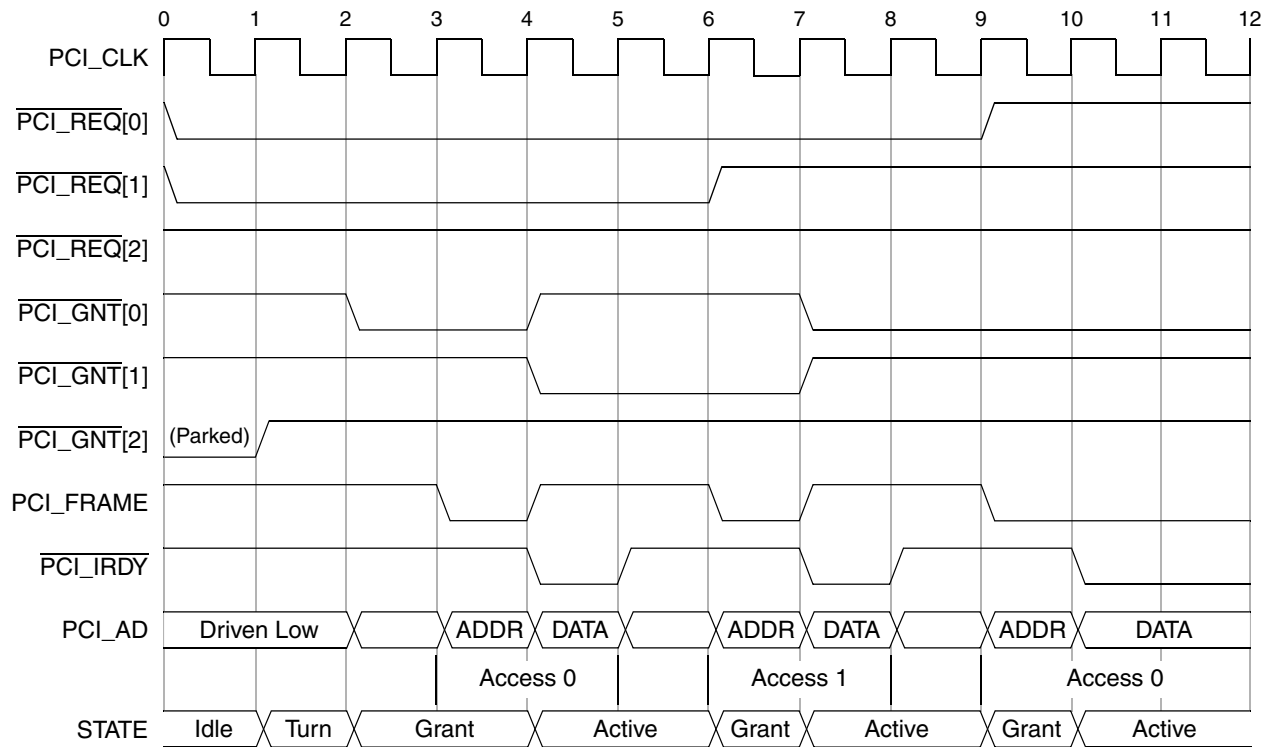 0 1 2 3 4 5 6 7 8 9 10 11 12
PCI_CLK
PCI_REQ[0]
PCI_REQ[1]
PCI_REQ[2]
PCI_GNT[0]
PCI_GNT[1]
PCI_GNT[2] (Parked)
PCI_FRAME
PCI_IRDY
PCI_AD Driven Low ADDR DATA ADDR DATA ADDR DATA
Access 0 Access 1 Access 0
STATE Idle Turn Grant Active Grant Active Grant Active